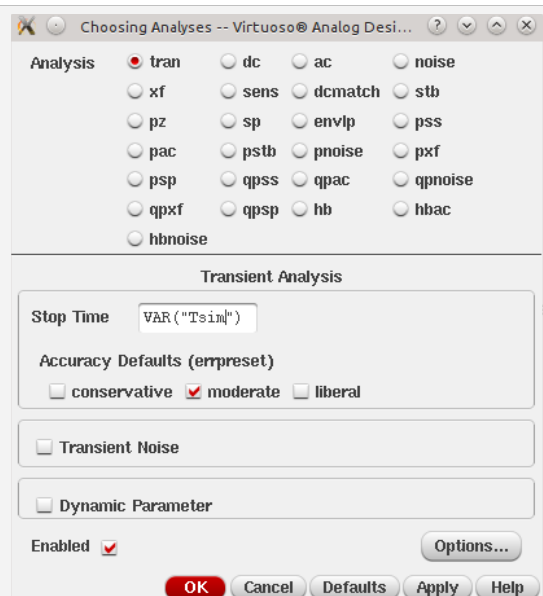 Choosing Analyses -- Virtuoso® Analog Desi...
Analysis tran dc ac noise
xf sens dcmatch stb
pz sp envlp pss
pac pstb pnoise pxf
psp qpss qpac qpnoise
qpxf qpsp hb hbac
hbnoise
Transient Analysis
Stop Time VAR("Tsim")
Accuracy Defaults (errpreset)
conservative moderate liberal
Transient Noise
Dynamic Parameter
Enabled Options...
OK Cancel Defaults Apply Help